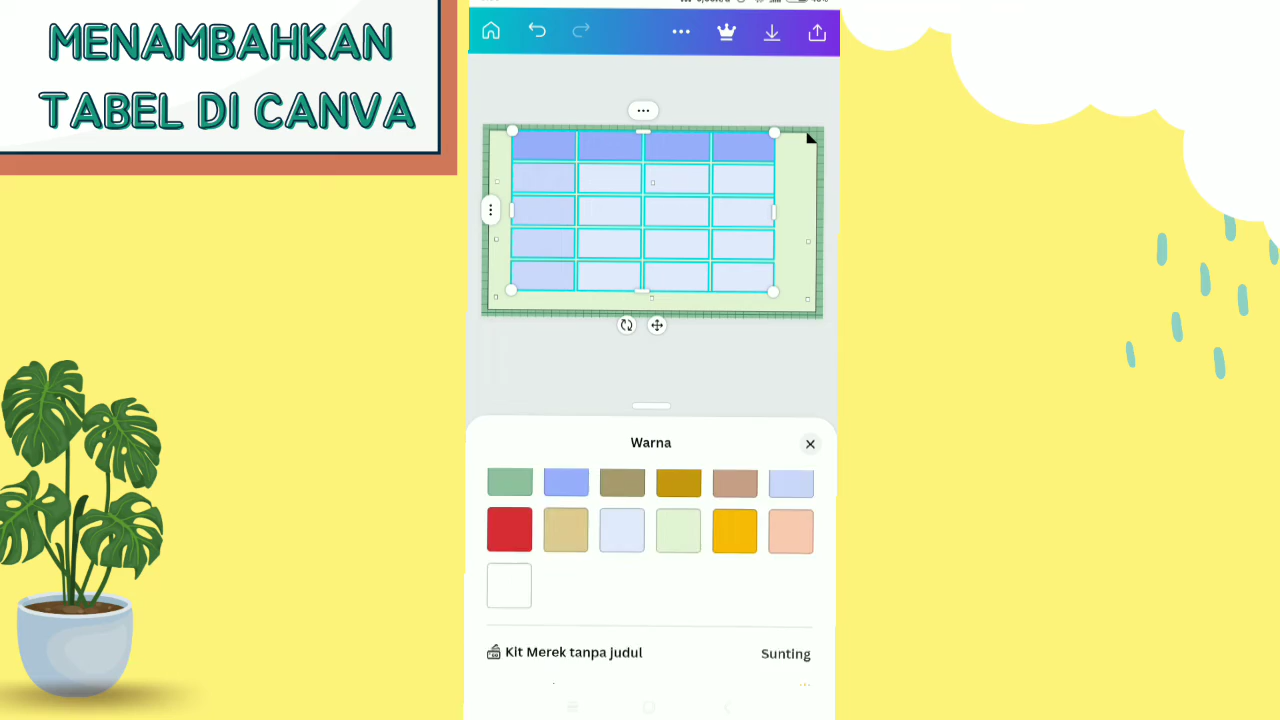 MENAMBAHKAN
TABEL DI CANVA
Warna
Kit Merek tanpa judul
Sunting